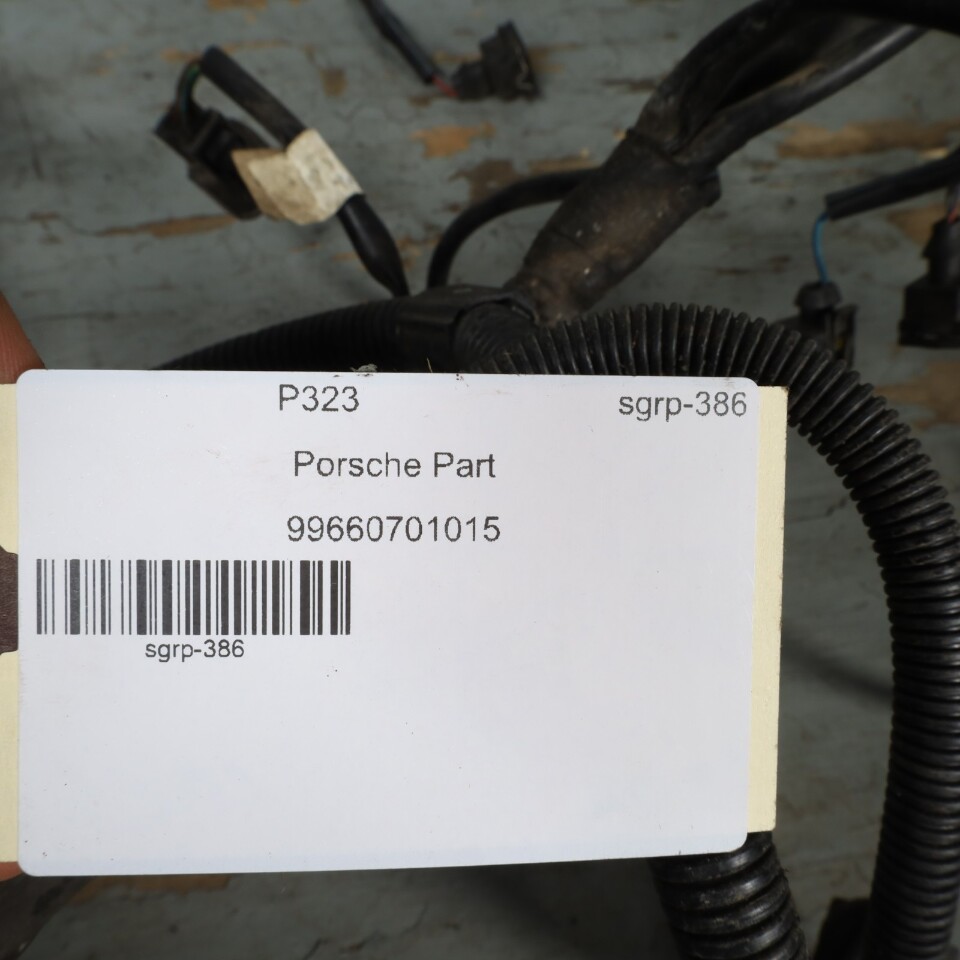 P323 sgrp-386
Porsche Part
99660701015
sgrp-386